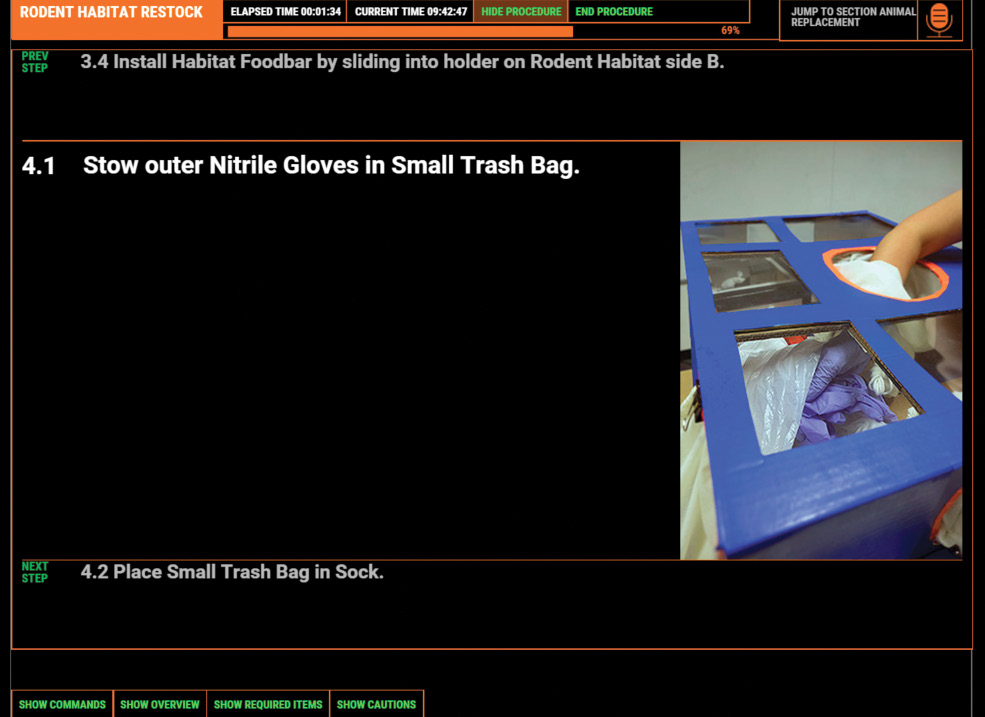 RODENT HABITAT RESTOCK
ELAPSED TIME 00:01:34
CURRENT TIME 09:42:47
HIDE PROCEDURE
END PROCEDURE
69%
JUMP TO SECTION ANIMAL
REPLACEMENT
PREV
STEP
3.4 Install Habitat Foodbar by sliding into holder on Rodent Habitat side B.
4.1 Stow outer Nitrile Gloves in Small Trash Bag.
NEXT
STEP
4.2 Place Small Trash Bag in Sock.
SHOW COMMANDS
SHOW OVERVIEW
SHOW REQUIRED ITEMS
SHOW CAUTIONS